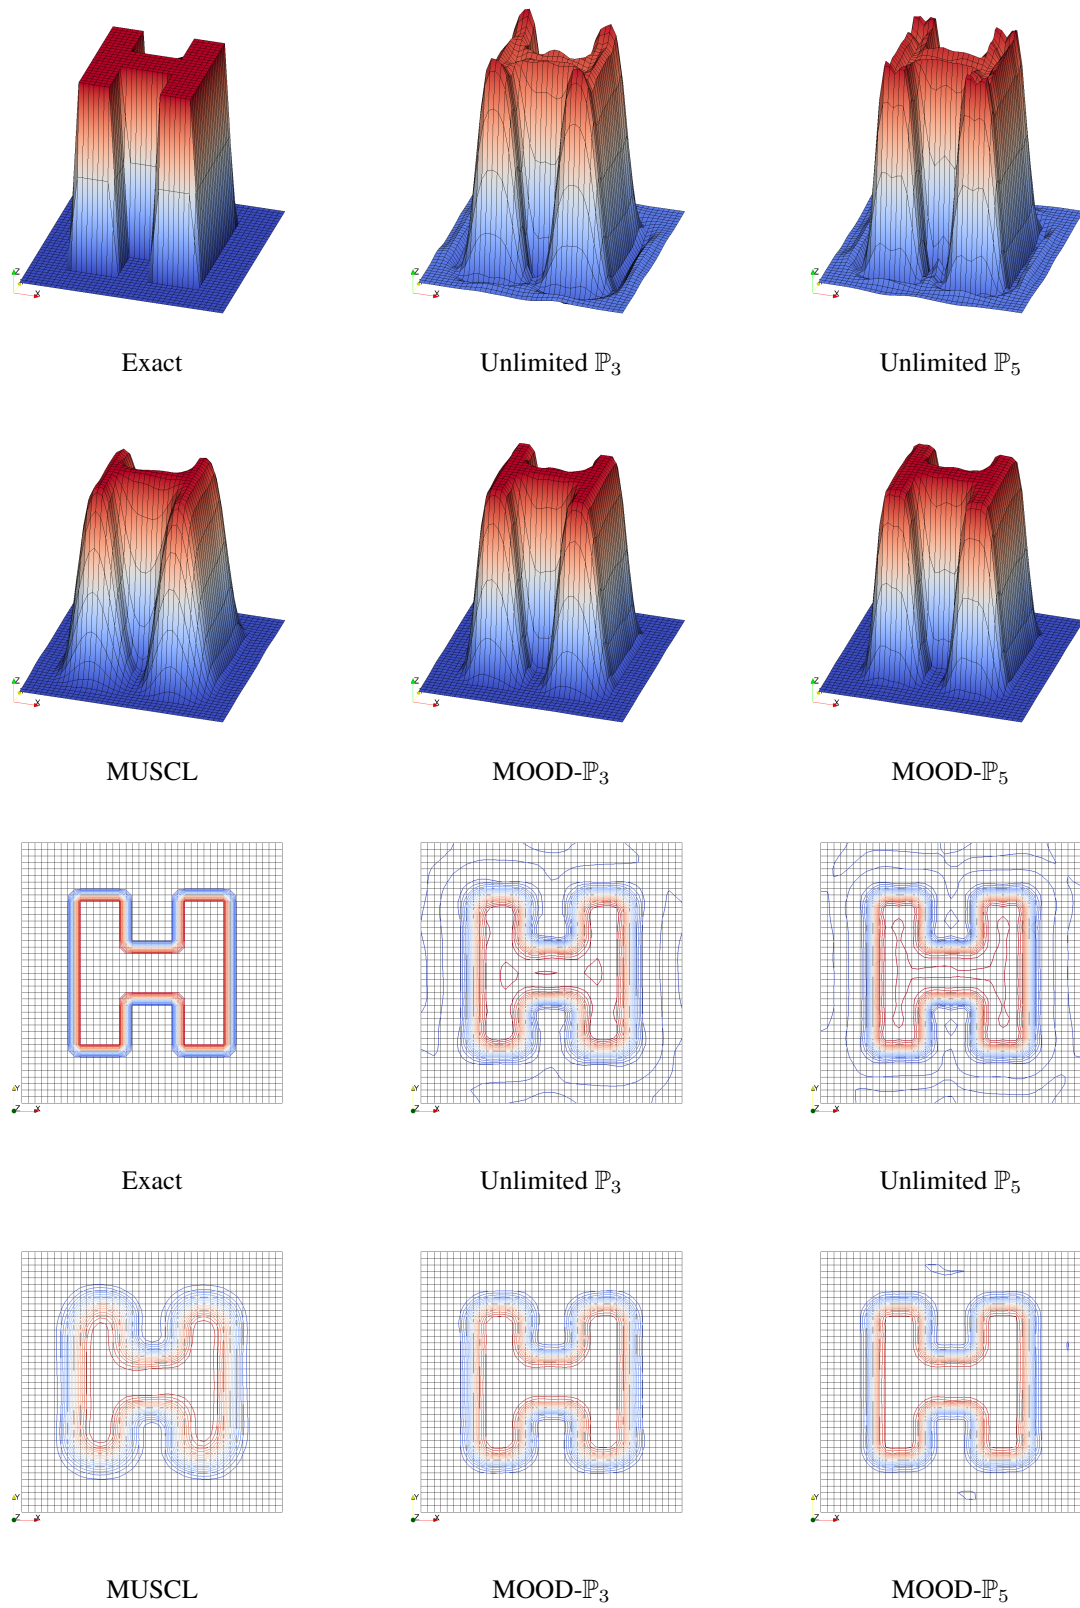 Z
X
Z
X
Z
X
Exact
Unlimited ℙ₃
Unlimited ℙ₅
Z
X
Z
X
Z
X
MUSCL
MOOD-ℙ₃
MOOD-ℙ₅
Y
Z X
Y
Z X
Y
Z X
Exact
Unlimited ℙ₃
Unlimited ℙ₅
Y
Z X
Y
Z X
Y
Z X
MUSCL
MOOD-ℙ₃
MOOD-ℙ₅